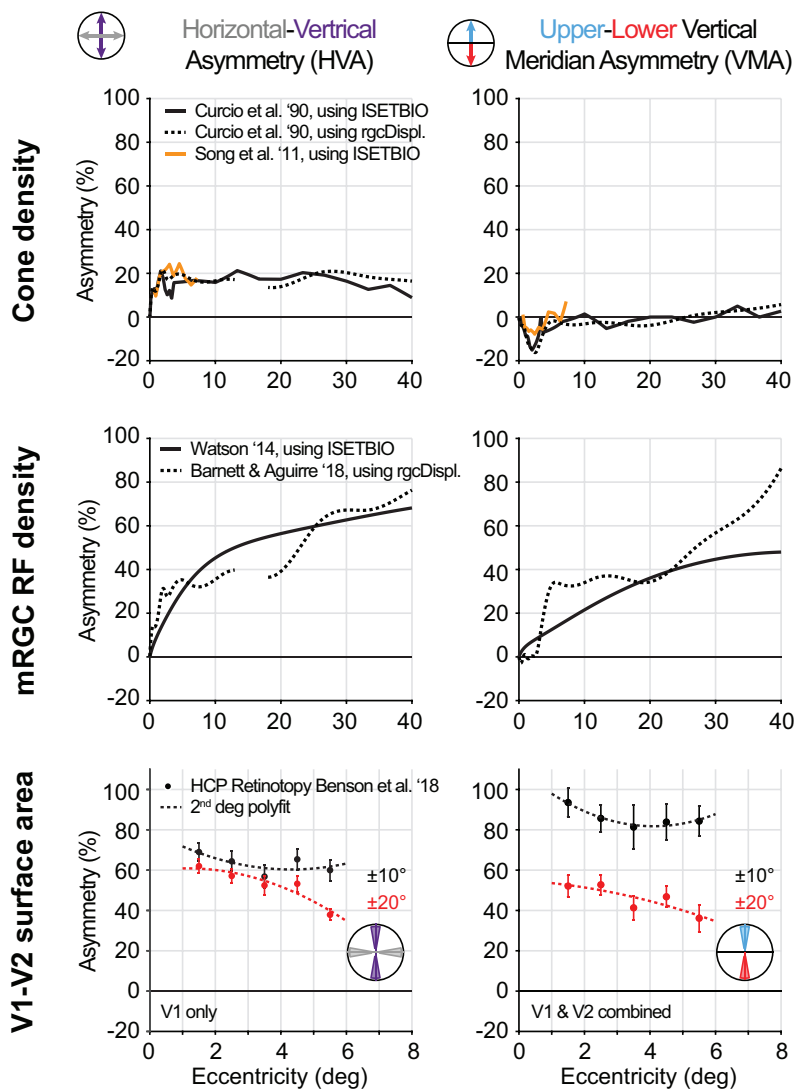 Horizontal-Vertrical
Asymmetry (HVA)
Upper-Lower Vertical
Meridian Asymmetry (VMA)
Cone density
Asymmetry (%)
100
80
60
40
20
0
-20
Curcio et al. ‘90, using ISETBIO
Curcio et al. ‘90, using rgcDispl.
Song et al. ‘11, using ISETBIO
0 10 20 30 40
100
80
60
40
20
0
-20
0 10 20 30 40
mRGC RF density
Asymmetry (%)
100
80
60
40
20
0
-20
Watson ‘14, using ISETBIO
Barnett & Aguirre ‘18, using rgcDispl.
0 10 20 30 40
100
80
60
40
20
0
-20
0 10 20 30 40
V1-V2 surface area
Asymmetry (%)
100
80
60
40
20
0
-20
HCP Retinotopy Benson et al. ‘18
2nd deg polyfit
±10°
±20°
V1 only
0 2 4 6 8
Eccentricity (deg)
100
80
60
40
20
0
-20
±10°
±20°
V1 & V2 combined
0 2 4 6 8
Eccentricity (deg)